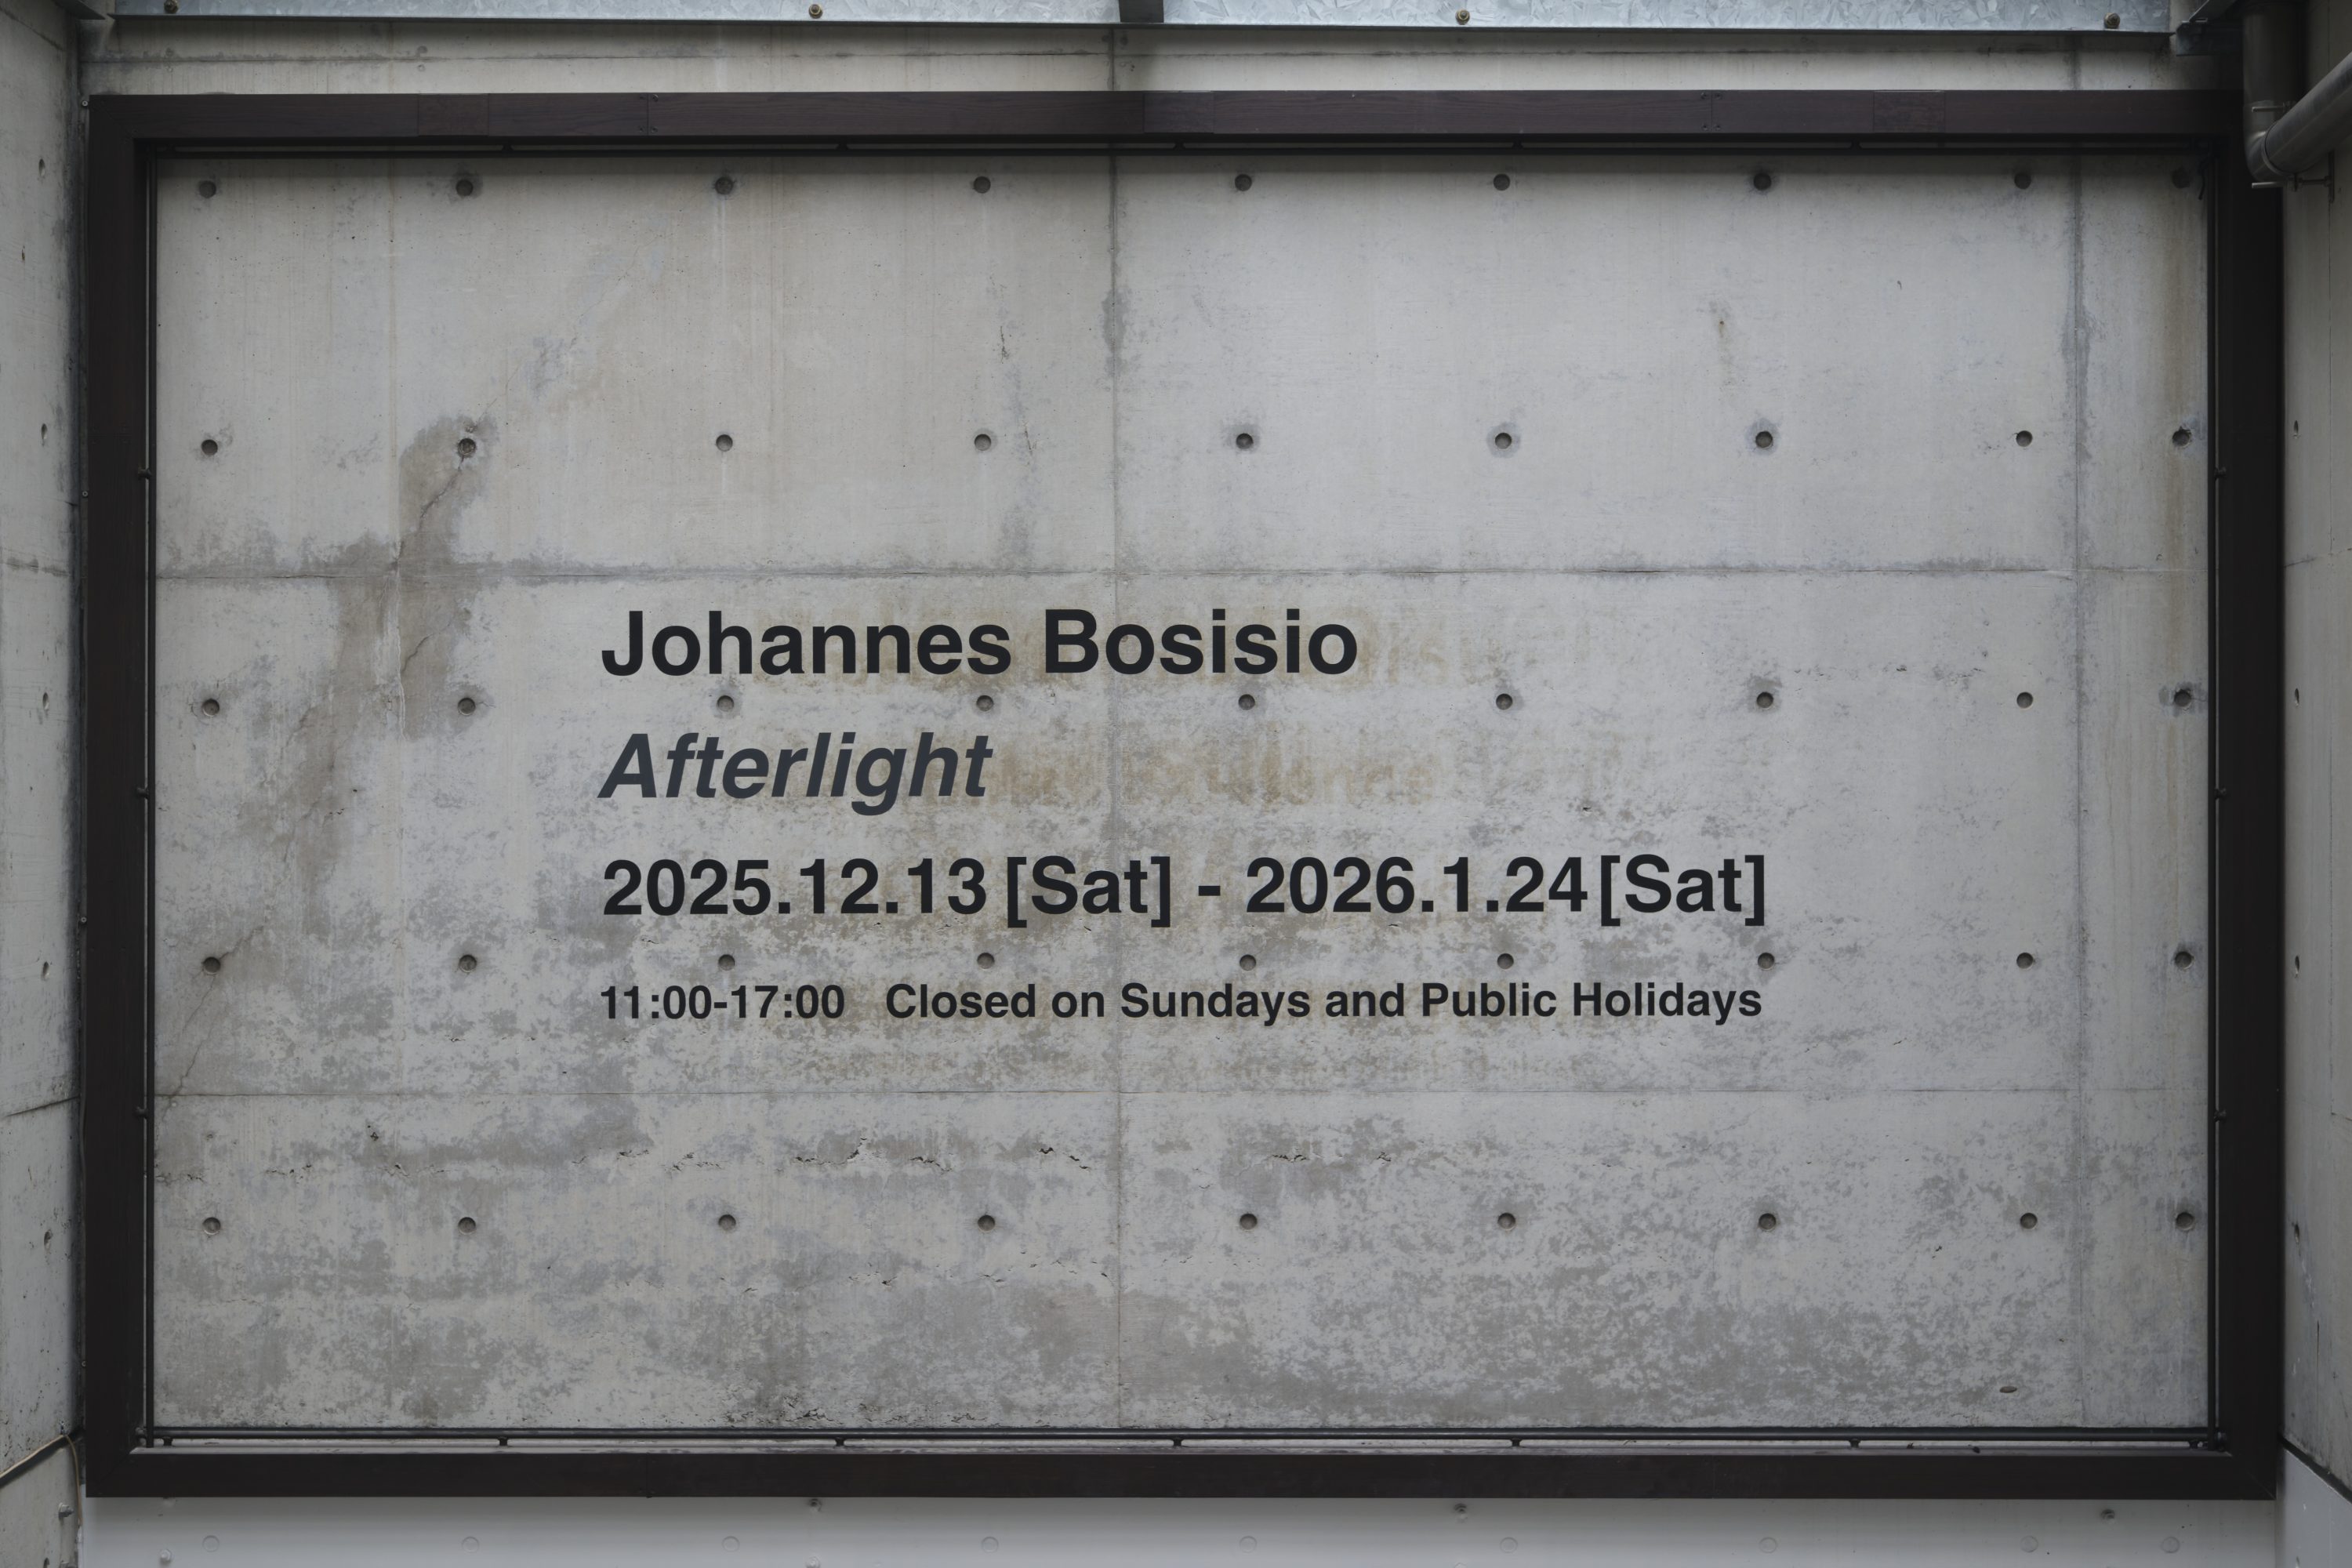 Johannes Bosisio
Afterlight
2025.12.13 [Sat] - 2026.1.24 [Sat]
11:00-17:00 Closed on Sundays and Public Holidays